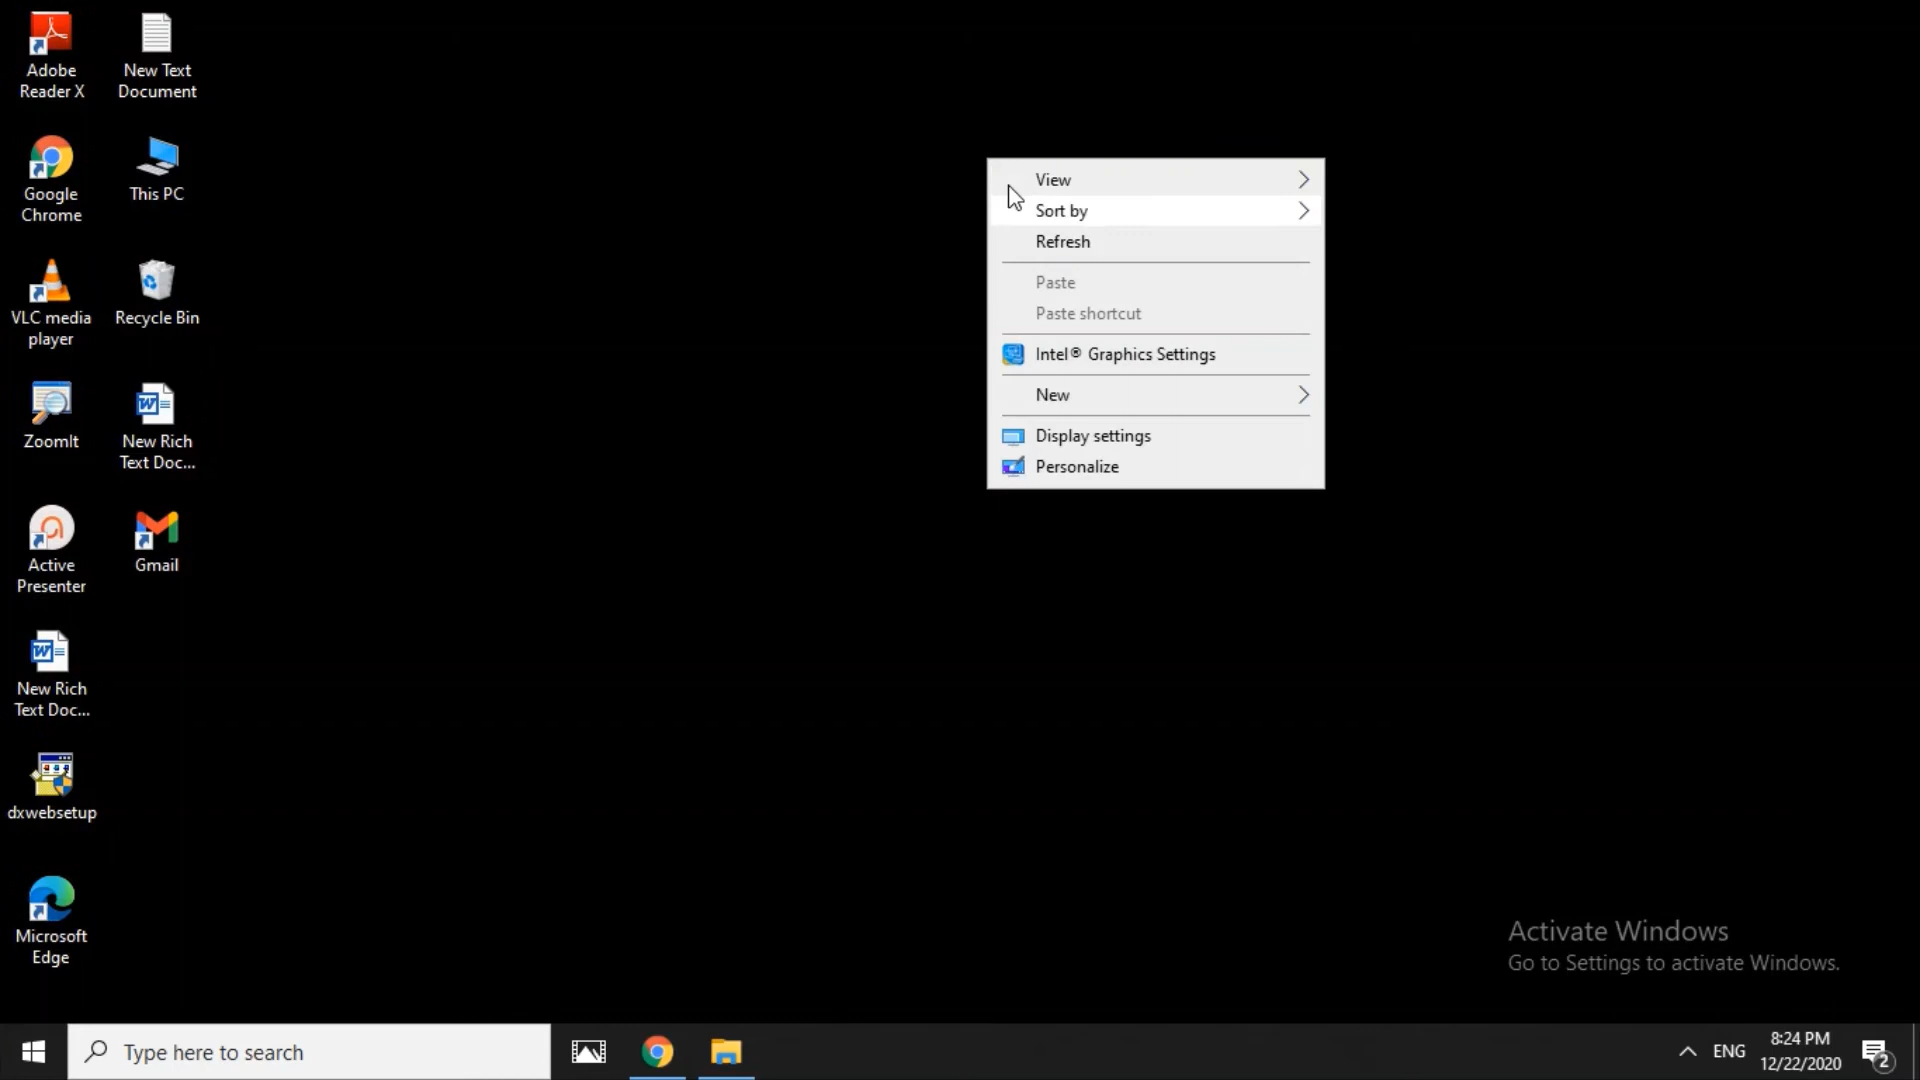 Adobe
Reader X
New Text
Document
Google
Chrome
This PC
VLC media
player
Recycle Bin
ZoomIt
New Rich
Text Doc...
Active
Presenter
Gmail
New Rich
Text Doc...
dxwebsetup
Microsoft
Edge
View
Sort by
Refresh
Paste
Paste shortcut
Intel® Graphics Settings
New
Display settings
Personalize
Activate Windows
Go to Settings to activate Windows.
Type here to search
ENG
8:24 PM
12/22/2020
2